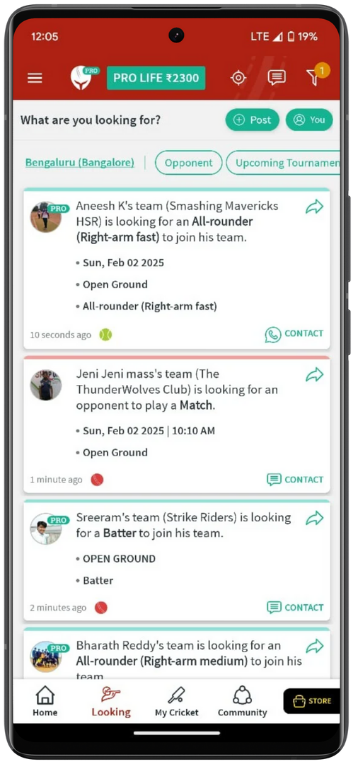 12:05
LTE 19%
PRO
PRO LIFE ₹2300
1
What are you looking for?
Post
You
Bengaluru (Bangalore)
Opponent
Upcoming Tournamen
PRO
Aneesh K's team (Smashing Mavericks
HSR) is looking for an All-rounder
(Right-arm fast) to join his team.
• Sun, Feb 02 2025
• Open Ground
• All-rounder (Right-arm fast)
10 seconds ago
CONTACT
Jeni Jeni mass's team (The
ThunderWolves Club) is looking for an
opponent to play a Match.
• Sun, Feb 02 2025 | 10:10 AM
• Open Ground
1 minute ago
CONTACT
PRO
Sreeram's team (Strike Riders) is looking
for a Batter to join his team.
• OPEN GROUND
• Batter
2 minutes ago
CONTACT
PRO
Bharath Reddy's team is looking for an
All-rounder (Right-arm medium) to join his
team
Home
Looking
My Cricket
Community
STORE